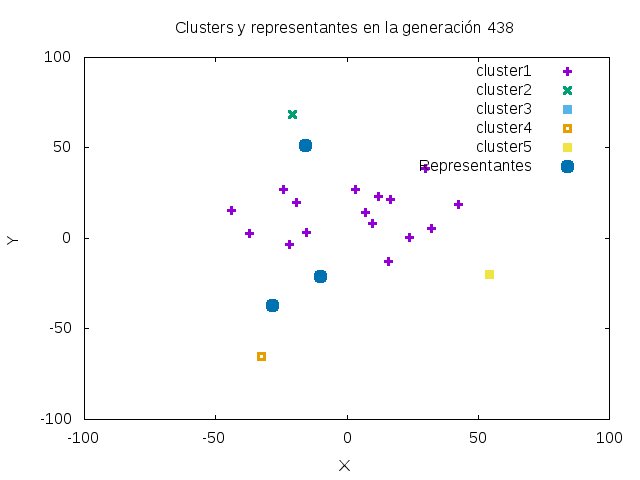 Clusters y representantes en la generación 438
100
50
0
-50
-100
-100
-50
0
50
100
Y
X
cluster1
cluster2
cluster3
cluster4
cluster5
Representantes